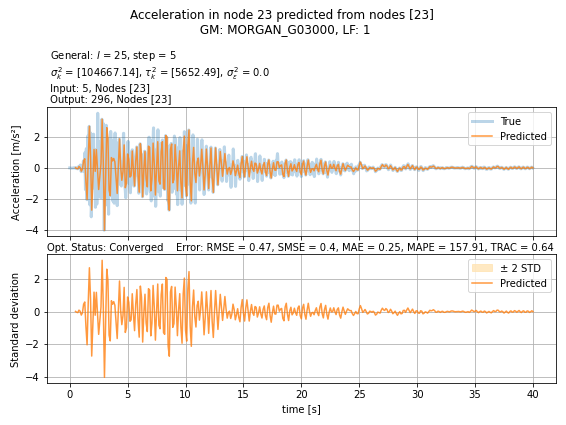 Acceleration in node 23 predicted from nodes [23]
GM: MORGAN_G03000, LF: 1
General: l = 25, step = 5
σ²ₖ = [104667.14], τ²ₖ = [5652.49], σ²ₑ = 0.0
Input: 5, Nodes [23]
Output: 296, Nodes [23]
True
Predicted
Acceleration [m/s²]
2
0
−2
−4
Opt. Status: Converged    Error: RMSE = 0.47, SMSE = 0.4, MAE = 0.25, MAPE = 157.91, TRAC = 0.64
± 2 STD
Predicted
Standard deviation
2
0
−2
−4
0 5 10 15 20 25 30 35 40
time [s]